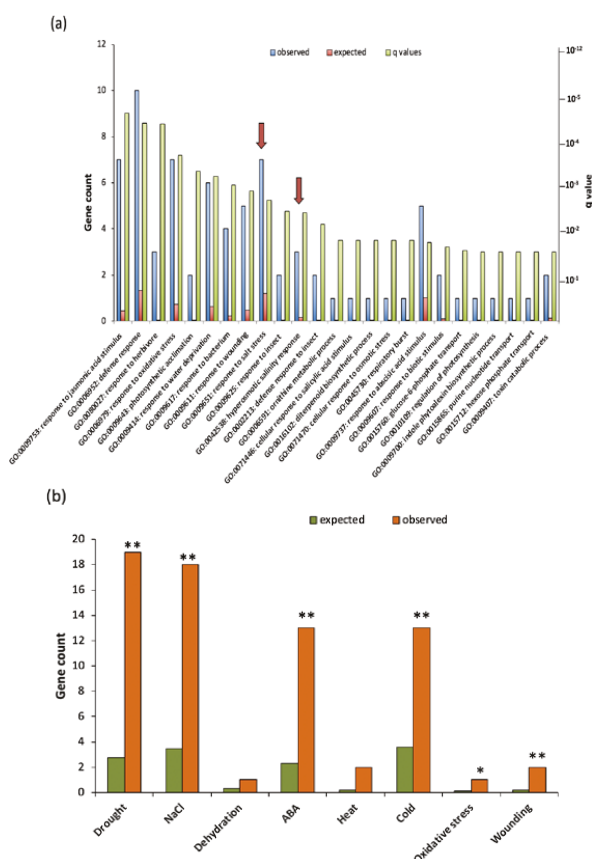 (a)
observed
expected
q values
12
10
8
6
4
2
0
Gene count
10-12
10-5
10-4
10-3
10-2
10-1
q value
GO:0009753: response to jasmonic acid stimulus
GO:0006952: defense response
GO:0080027: response to herbivore
GO:0006979: response to oxidative stress
GO:0009643: photosynthetic acclimation
GO:0009414: response to water deprivation
GO:0009617: response to bacterium
GO:0009611: response to wounding
GO:0009651: response to salt stress
GO:0009625: response to insect
GO:0042538: hyperosmotic salinity response
GO:0002213: defense response to insect
GO:0006591: ornithine metabolic process
GO:0071446: cellular response to salicylic acid stimulus
GO:0016102: diterpenoid biosynthetic process
GO:0071470: cellular response to osmotic stress
GO:0045730: respiratory burst
GO:0009737: response to abscisic acid stimulus
GO:0009607: response to biotic stimulus
GO:0015760: glucose-6-phosphate transport
GO:0010109: regulation of photosynthesis
GO:0009700: indole phytoalexin biosynthetic process
GO:0015865: purine nucleotide transport
GO:0015712: hexose phosphate transport
GO:0009407: toxin catabolic process
(b)
expected
observed
20
18
16
14
12
10
8
6
4
2
0
Gene count
**
**
**
**
*
**
Drought
NaCl
Dehydration
ABA
Heat
Cold
Oxidative stress
Wounding